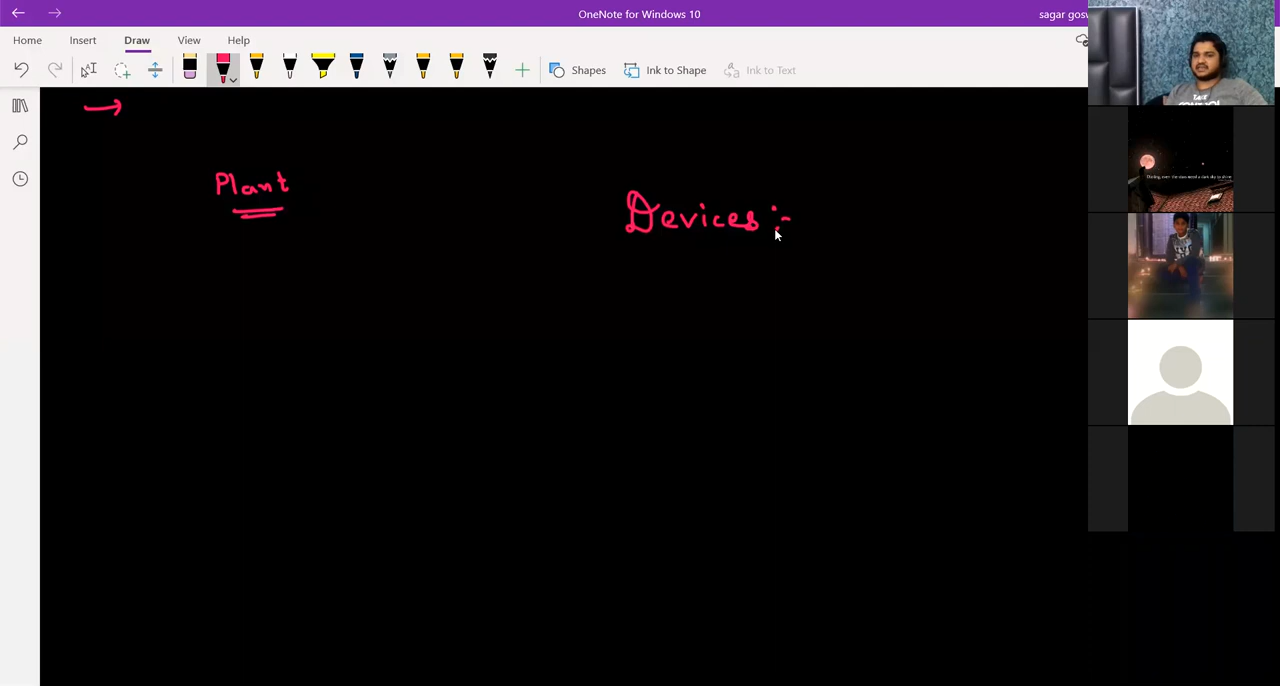 OneNote for Windows 10
sagar gosw
Home Insert Draw View Help
Shapes Ink to Shape Ink to Text
→
Plant
Devices :-